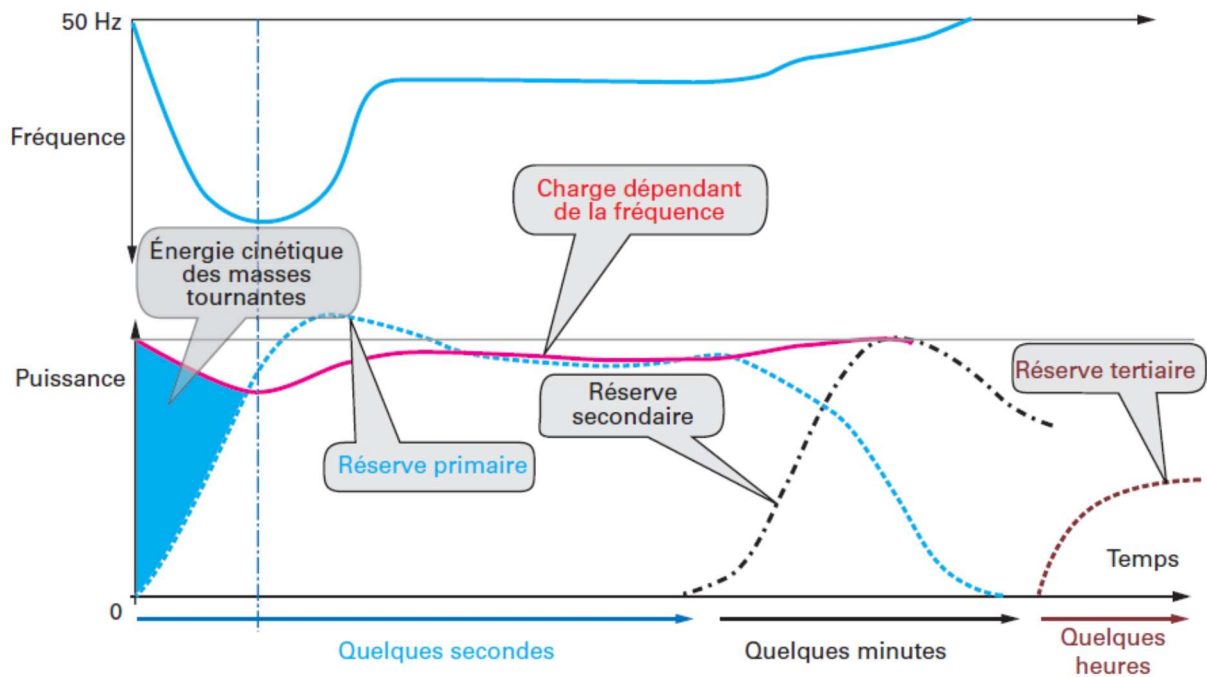 50 Hz
Fréquence
Charge dépendant
de la fréquence
Énergie cinétique
des masses
tournantes
Puissance
Réserve
secondaire
Réserve tertiaire
Réserve primaire
Temps
0
Quelques secondes
Quelques minutes
Quelques
heures